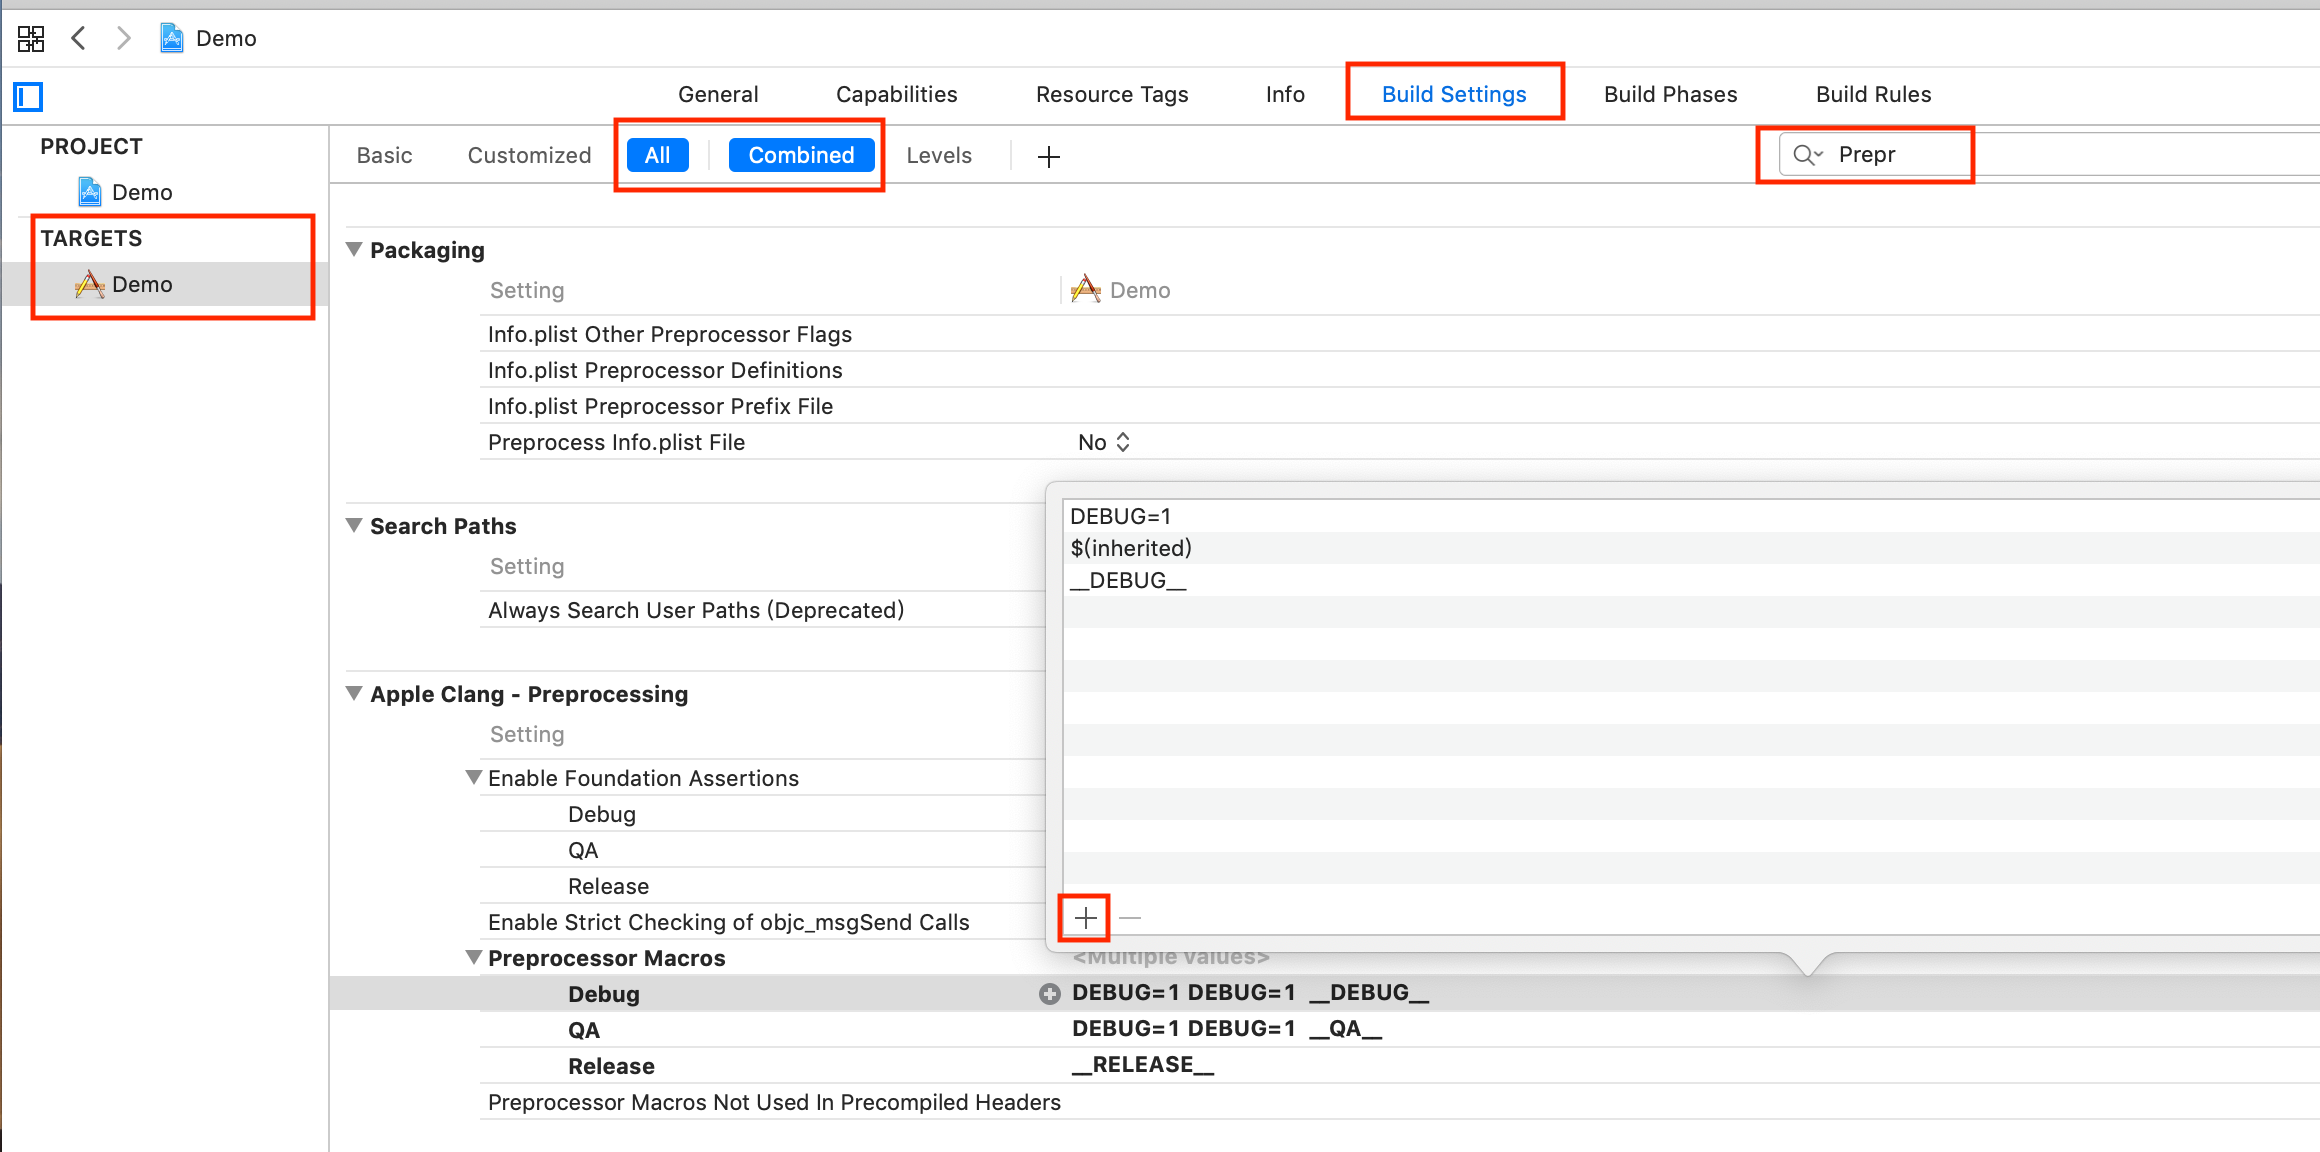 Demo
General Capabilities Resource Tags Info Build Settings Build Phases Build Rules
PROJECT
Demo
TARGETS
Demo
Basic Customized All Combined Levels + Prepr
Packaging
Setting Demo
Info.plist Other Preprocessor Flags
Info.plist Preprocessor Definitions
Info.plist Preprocessor Prefix File
Preprocess Info.plist File No
Search Paths
Setting
Always Search User Paths (Deprecated)
DEBUG=1
$(inherited)
__DEBUG__
Apple Clang - Preprocessing
Setting
Enable Foundation Assertions
Debug
QA
Release
Enable Strict Checking of objc_msgSend Calls
Preprocessor Macros <Multiple values>
Debug DEBUG=1 DEBUG=1 __DEBUG__
QA DEBUG=1 DEBUG=1 __QA__
Release __RELEASE__
Preprocessor Macros Not Used In Precompiled Headers